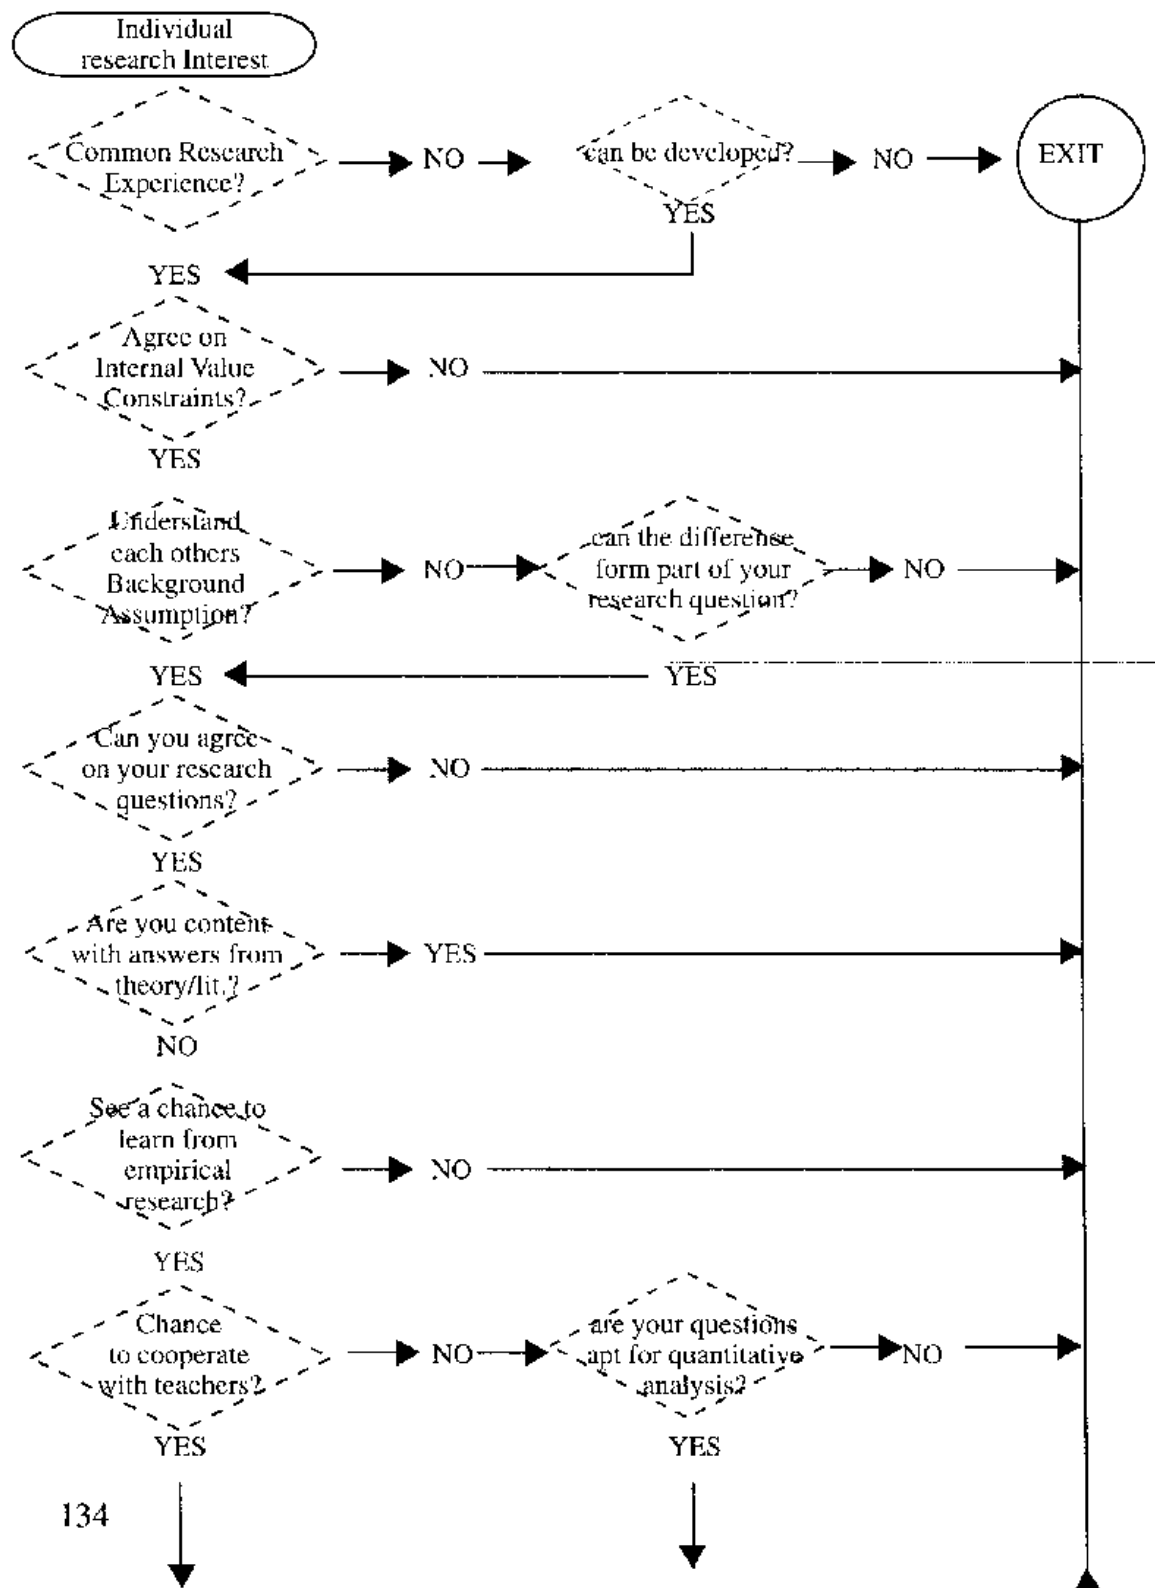 Individual
research Interest
Common Research
Experience?
NO
can be developed?
NO
EXIT
YES
YES
Agree on
Internal Value
Constraints?
NO
YES
Understand
each others
Background
Assumption?
NO
can the difference
form part of your
research question?
NO
YES
YES
Can you agree
on your research
questions?
NO
YES
Are you content
with answers from
theory/lit.?
YES
NO
See a chance to
learn from
empirical
research?
NO
YES
Chance
to cooperate
with teachers?
NO
are your questions
apt for quantitative
analysis?
NO
YES
YES
134